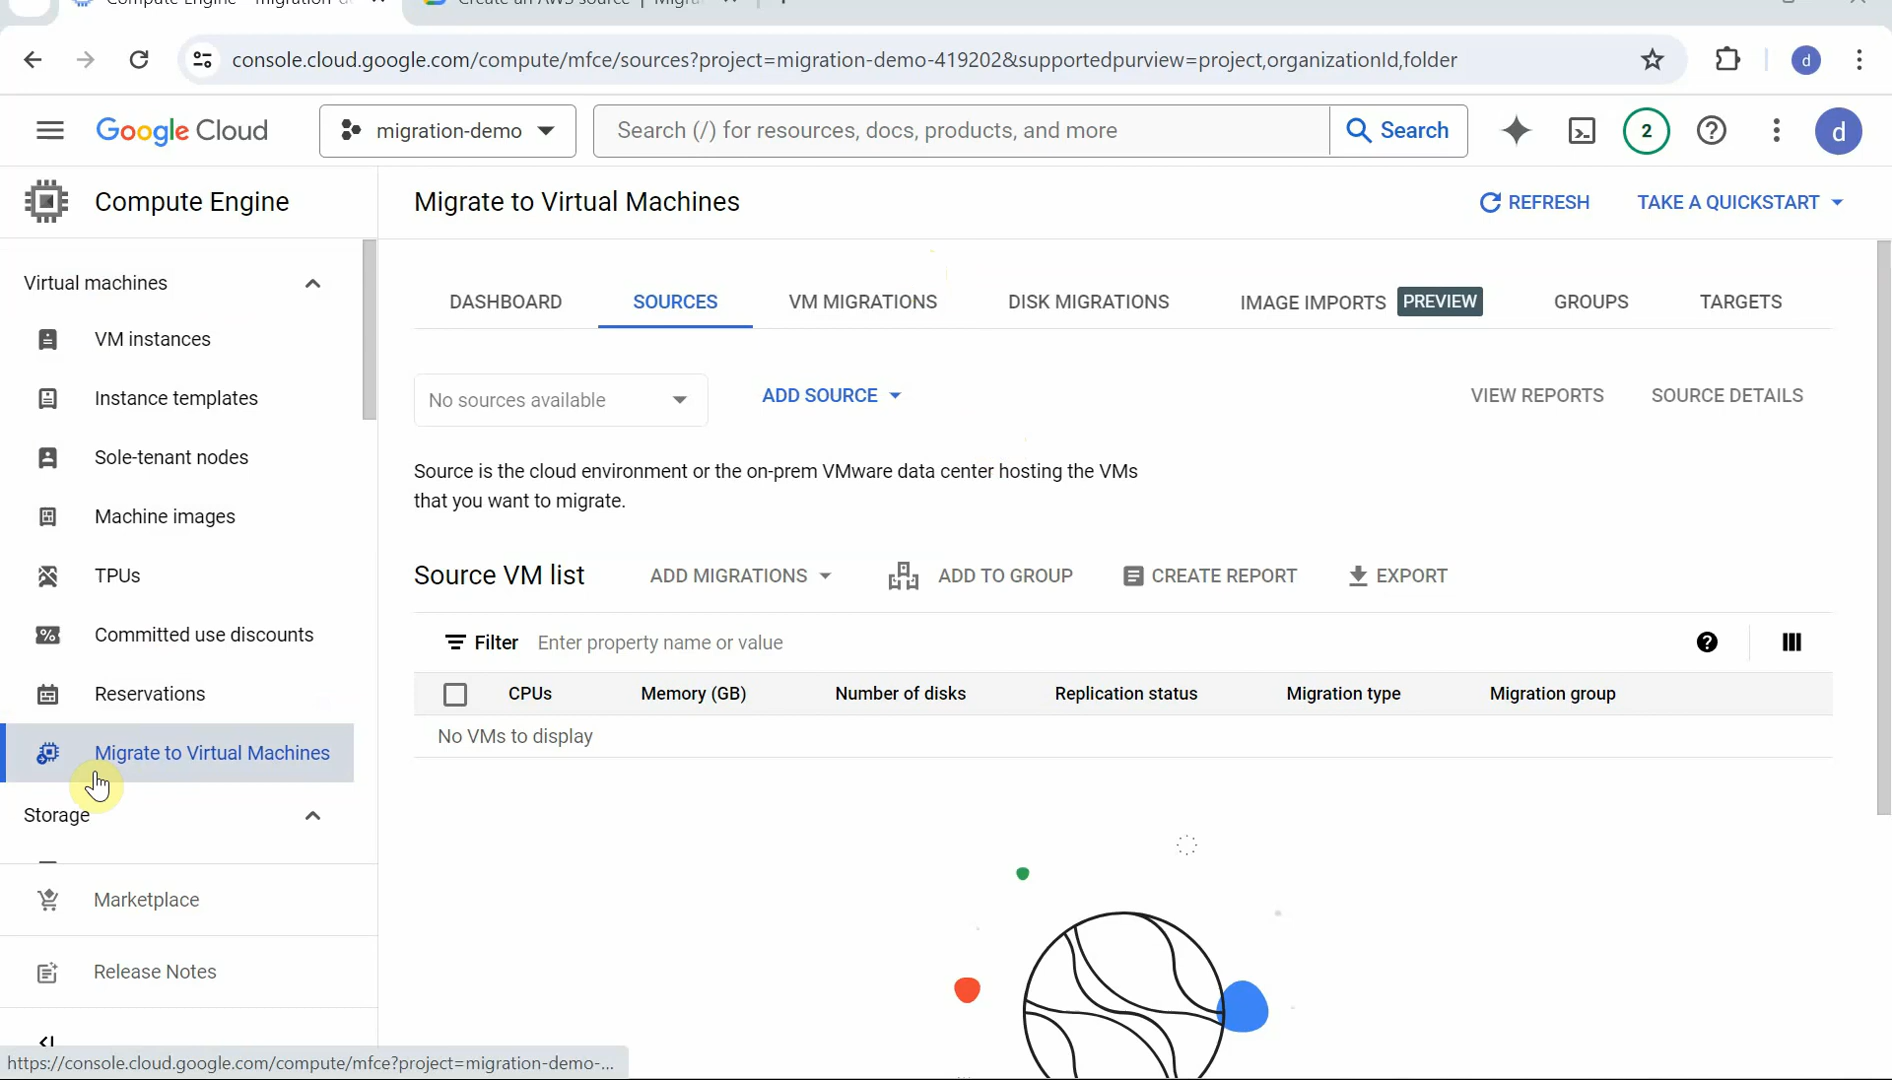 console.cloud.google.com/compute/mfce/sources?project=migration-demo-419202&supportedpurview=project,organizationId,folder
d
Google Cloud
migration-demo
Search (/) for resources, docs, products, and more
Search
2
d
Compute Engine
Migrate to Virtual Machines
REFRESH
TAKE A QUICKSTART
Virtual machines
VM instances
Instance templates
Sole-tenant nodes
Machine images
TPUs
Committed use discounts
Reservations
Migrate to Virtual Machines
Storage
Marketplace
Release Notes
DASHBOARD
SOURCES
VM MIGRATIONS
DISK MIGRATIONS
IMAGE IMPORTS PREVIEW
GROUPS
TARGETS
No sources available
ADD SOURCE
VIEW REPORTS
SOURCE DETAILS
Source is the cloud environment or the on-prem VMware data center hosting the VMs
that you want to migrate.
Source VM list
ADD MIGRATIONS
ADD TO GROUP
CREATE REPORT
EXPORT
Filter
Enter property name or value
CPUs
Memory (GB)
Number of disks
Replication status
Migration type
Migration group
No VMs to display
https://console.cloud.google.com/compute/mfce?project=migration-demo-...